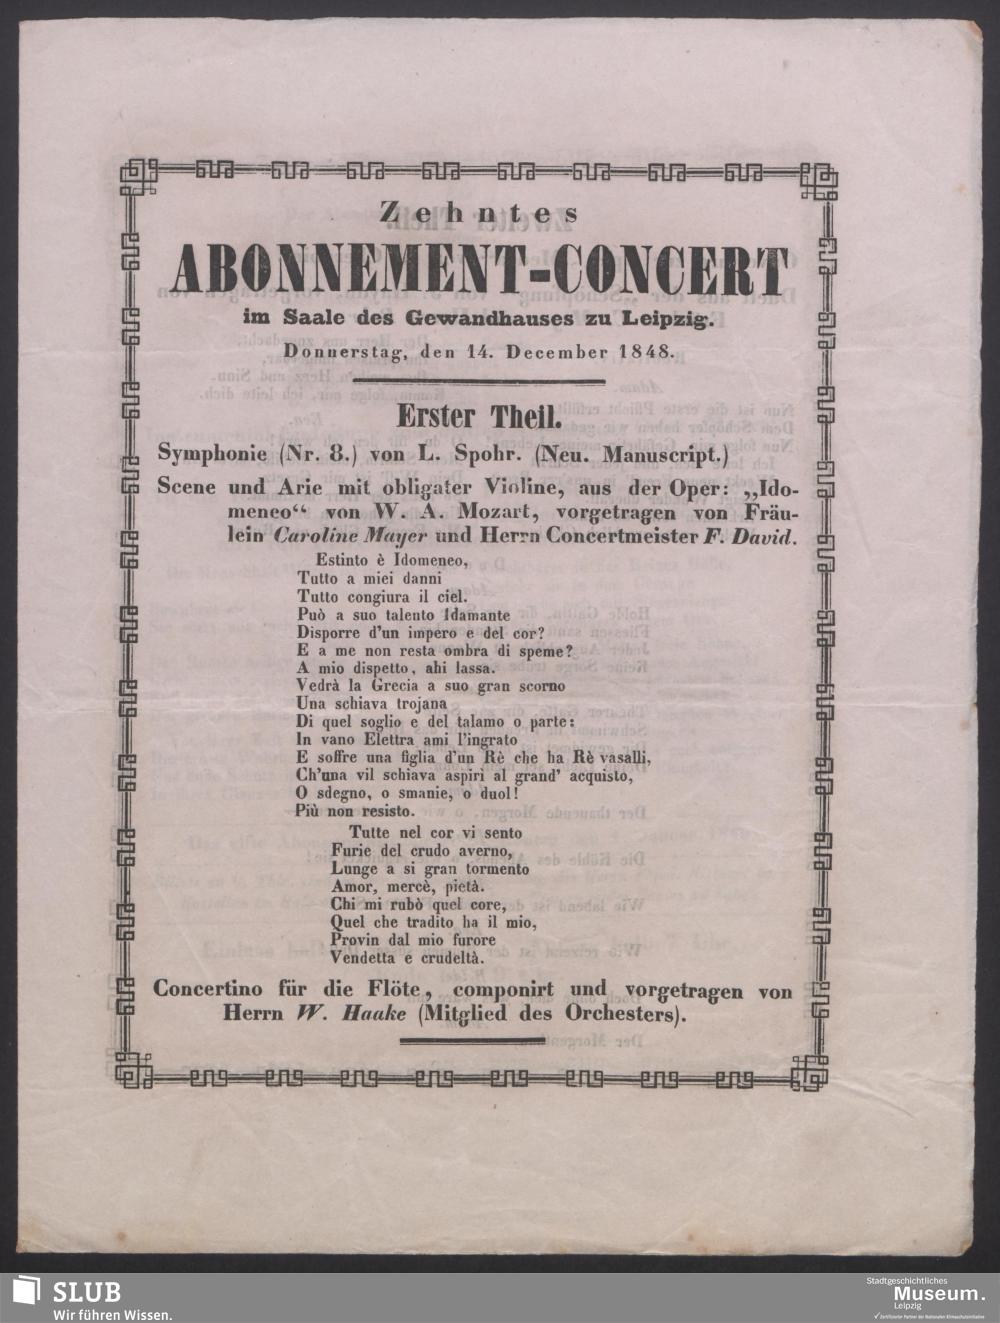 Zehntes
ABONNEMENT-CONCERT
im Saale des Gewandhauses zu Leipzig.
Donnerstag, den 14. December 1848.
Erster Theil.
Symphonie (Nr. 8.) von L. Spohr. (Neu. Manuscript.)
Scene und Arie mit obligater Violine, aus der Oper: „Ido-
meneo“ von W. A. Mozart, vorgetragen von Fräu-
lein Caroline Mayer und Herrn Concertmeister F. David.
Estinto è Idomeneo,
Tutto a miei danni
Tutto congiura il ciel.
Può a suo talento Idamante
Disporre d'un impero e del cor?
E a me non resta ombra di speme?
A mio dispetto, ahi lassa.
Vedrà la Grecia a suo gran scorno
Una schiava trojana
Di quel soglio e del talamo o parte:
In vano Elettra ami l'ingrato
E soffre una figlia d'un Rè che ha Rè vasalli,
Ch'una vil schiava aspiri al grand' acquisto,
O sdegno, o smanie, o duol!
Più non resisto.
Tutte nel cor vi sento
Furie del crudo averno,
Lunge a si gran tormento
Amor, mercè, pietà.
Chi mi rubò quel core,
Quel che tradito ha il mio,
Provin dal mio furore
Vendetta e crudeltà.
Concertino für die Flöte, componirt und vorgetragen von
Herrn W. Haake (Mitglied des Orchesters).
SLUB
Wir führen Wissen.
Stadtgeschichtliches
Museum.
Leipzig
Zertifizierter Partner der Nationalen Klimaschutzinitiative